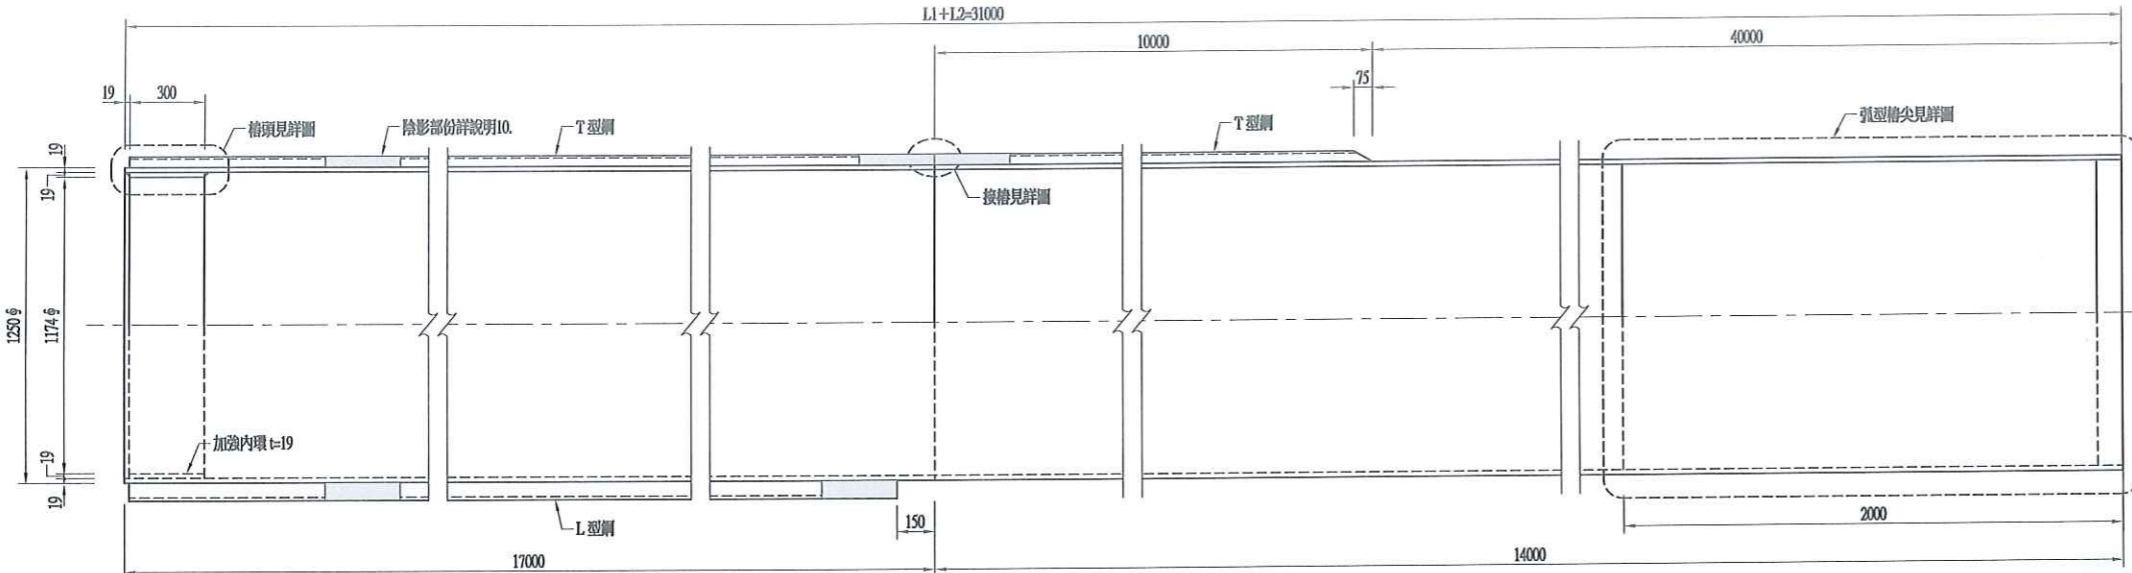 L1+L2=31000
10000
40000
75
19
300
樁頭見詳圖
陰影部份詳說明10.
T型鋼
T型鋼
弧型樁尖見詳圖
19
19
接樁見詳圖
1250φ
1174φ
加強內環 t=19
19
19
L型鋼
150
2000
17000
14000